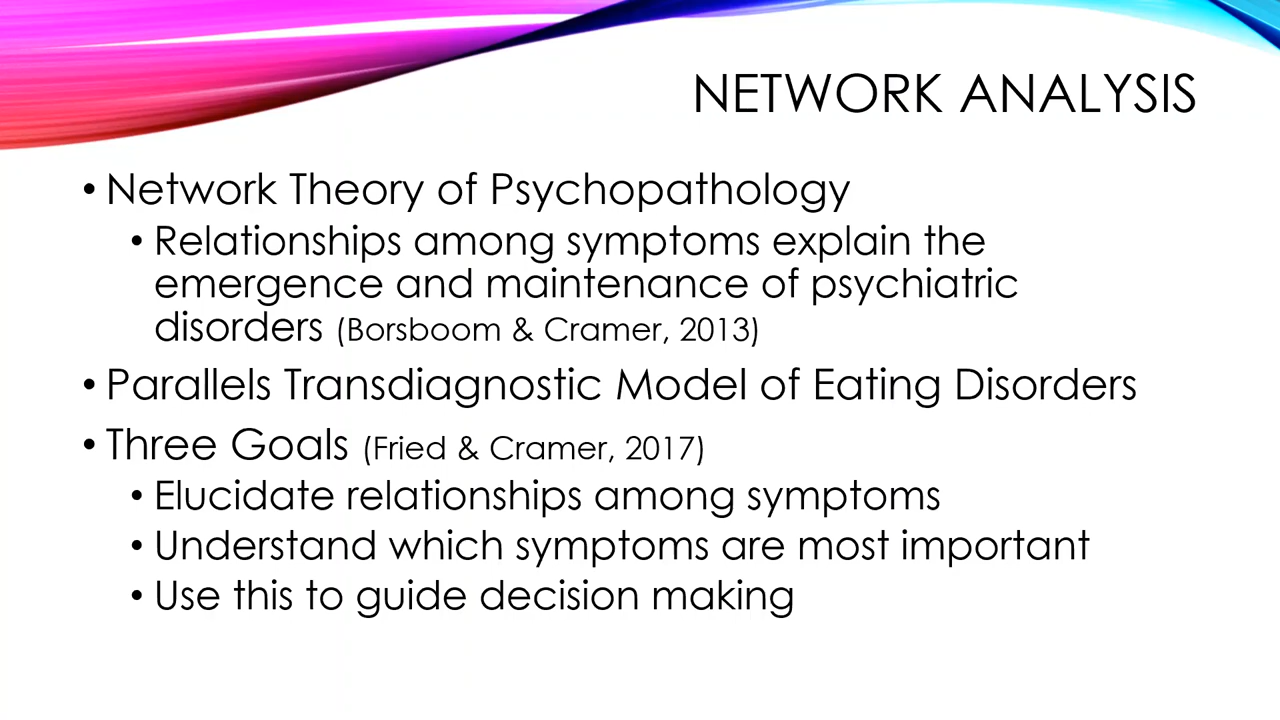 NETWORK ANALYSIS
• Network Theory of Psychopathology
• Relationships among symptoms explain the
emergence and maintenance of psychiatric
disorders (Borsboom & Cramer, 2013)
• Parallels Transdiagnostic Model of Eating Disorders
• Three Goals (Fried & Cramer, 2017)
• Elucidate relationships among symptoms
• Understand which symptoms are most important
• Use this to guide decision making